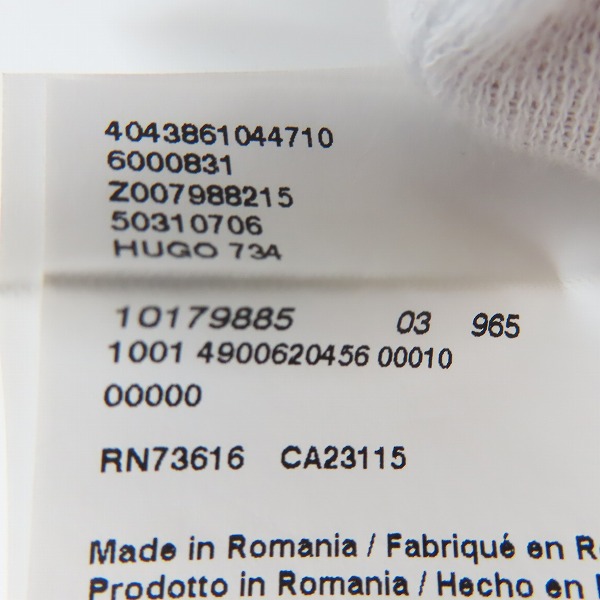 4043861044710
6000831
Z007988215
50310706
HUGO 73A
10179885 03 965
1001 4900620456 00010
00000
RN73616 CA23115
Made in Romania / Fabriqué en
Prodotto in Romania / Hecho en